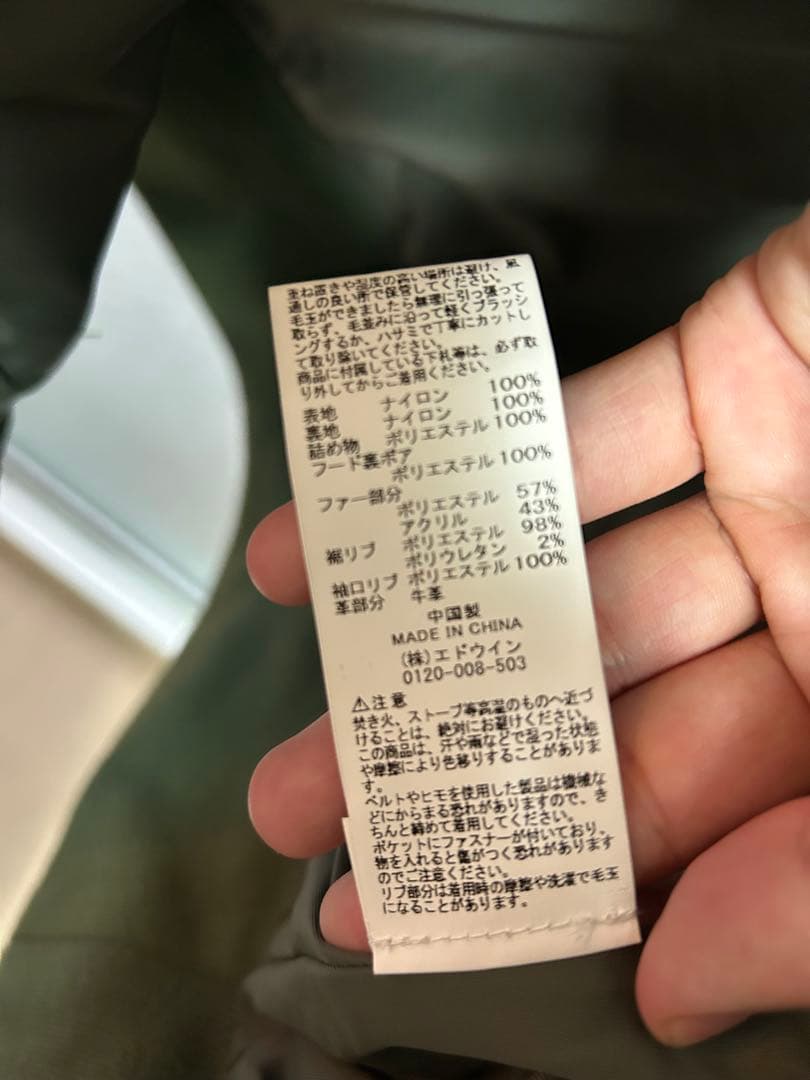 重ね置きや湿度の高い場所は避け、風
通しの良い所で保管してください。
毛玉ができましたら無理に引っ張って
取らず、毛並みに沿って軽くブラッシ
ングするか、ハサミで丁寧にカットし
て取り除いてください。
商品に付属している下札等は、必ず取
り外してからご着用ください。
表地 ナイロン 100%
裏地 ナイロン 100%
詰め物 ポリエステル 100%
フード裏ボア
ポリエステル 100%
ファー部分
ポリエステル 57%
アクリル 43%
裾リブ ポリエステル 98%
ポリウレタン 2%
袖口リブ ポリエステル 100%
革部分 牛革
中国製
MADE IN CHINA
(株)エドウイン
0120-008-503
⚠注意
焚き火、ストーブ等高温のものへ近づ
けることは、絶対にお避けください。
この商品は、汗や雨などで湿った状態
や摩擦により色移りすることがありま
す。
ベルトやヒモを使用した製品は機械な
どにからまる恐れがありますので、き
ちんと締めて着用してください。
ポケットにファスナーが付いており、
物を入れると傷がつく恐れがあります
のでご注意ください。
リブ部分は着用時の摩擦や洗濯で毛玉
になることがあります。